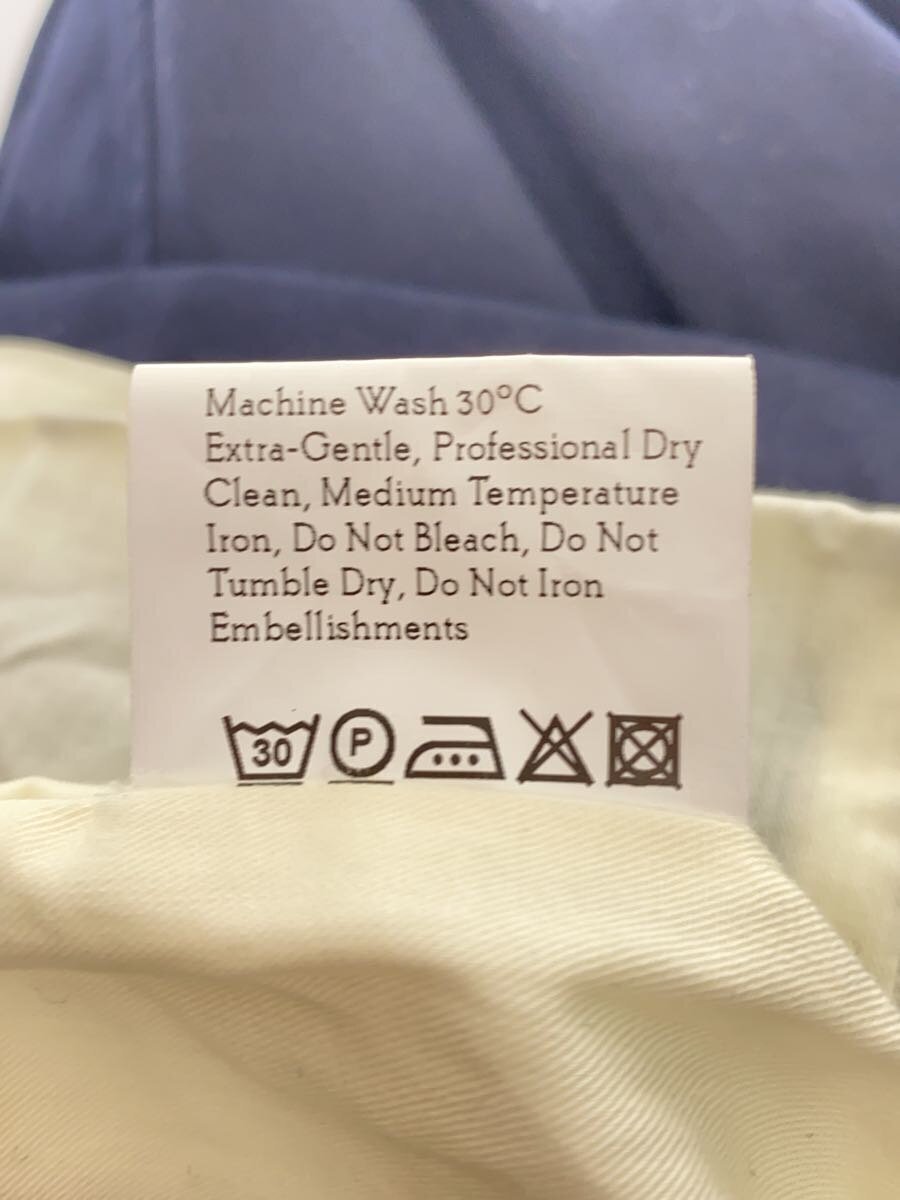 Machine Wash 30°C
Extra-Gentle, Professional Dry
Clean, Medium Temperature
Iron, Do Not Bleach, Do Not
Tumble Dry, Do Not Iron
Embellishments
30 P